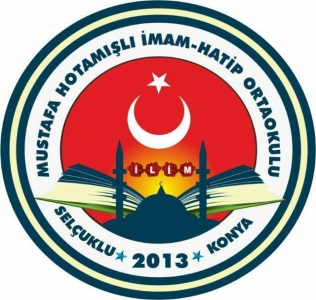 MUSTAFA HOTAMIŞLI İMAM-HATİP ORTAOKULU
İLİM
SELÇUKLU ★ 2013 ★ KONYA